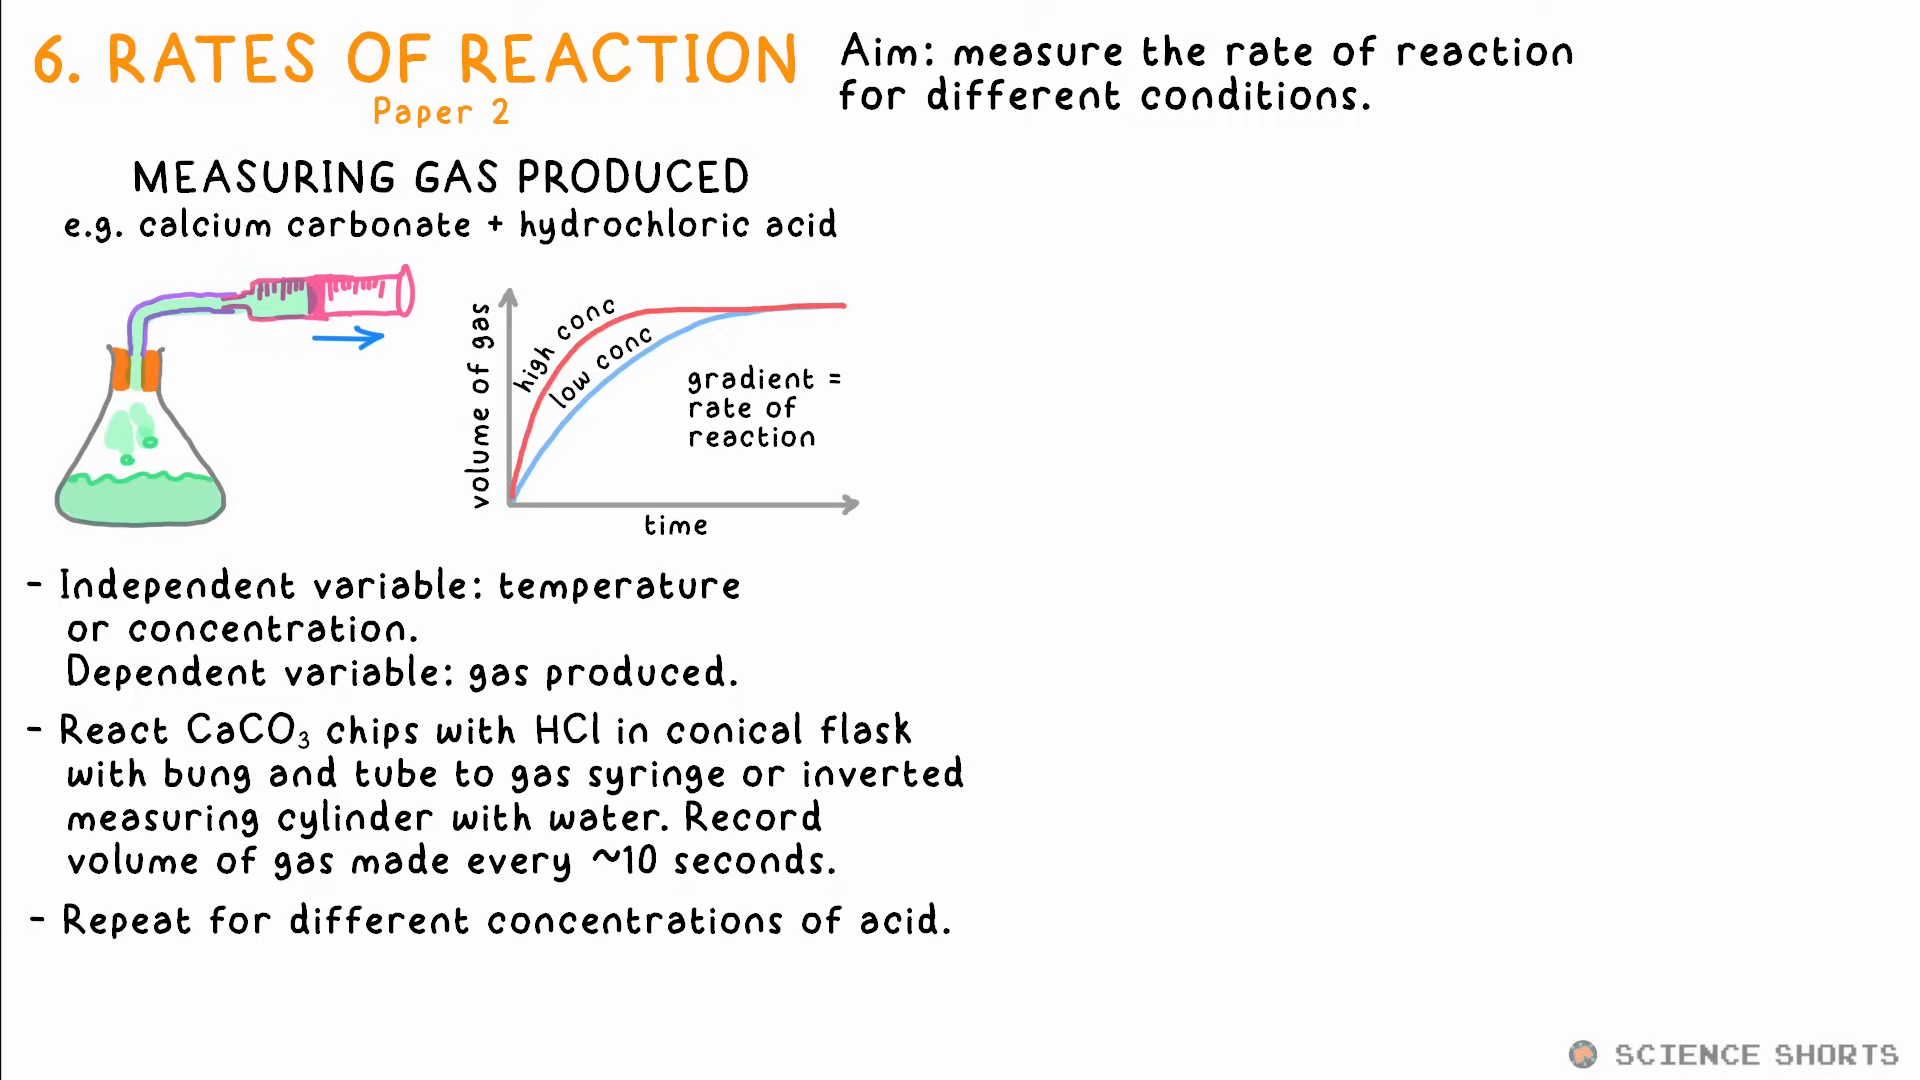 6. RATES OF REACTION
Paper 2
Aim: measure the rate of reaction
for different conditions.
MEASURING GAS PRODUCED
e.g. calcium carbonate + hydrochloric acid
volume of gas
high conc
low conc
gradient =
rate of
reaction
time
- Independent variable: temperature
or concentration.
Dependent variable: gas produced.
- React CaCO₃ chips with HCl in conical flask
with bung and tube to gas syringe or inverted
measuring cylinder with water. Record
volume of gas made every ~10 seconds.
- Repeat for different concentrations of acid.
SCIENCE SHORTS